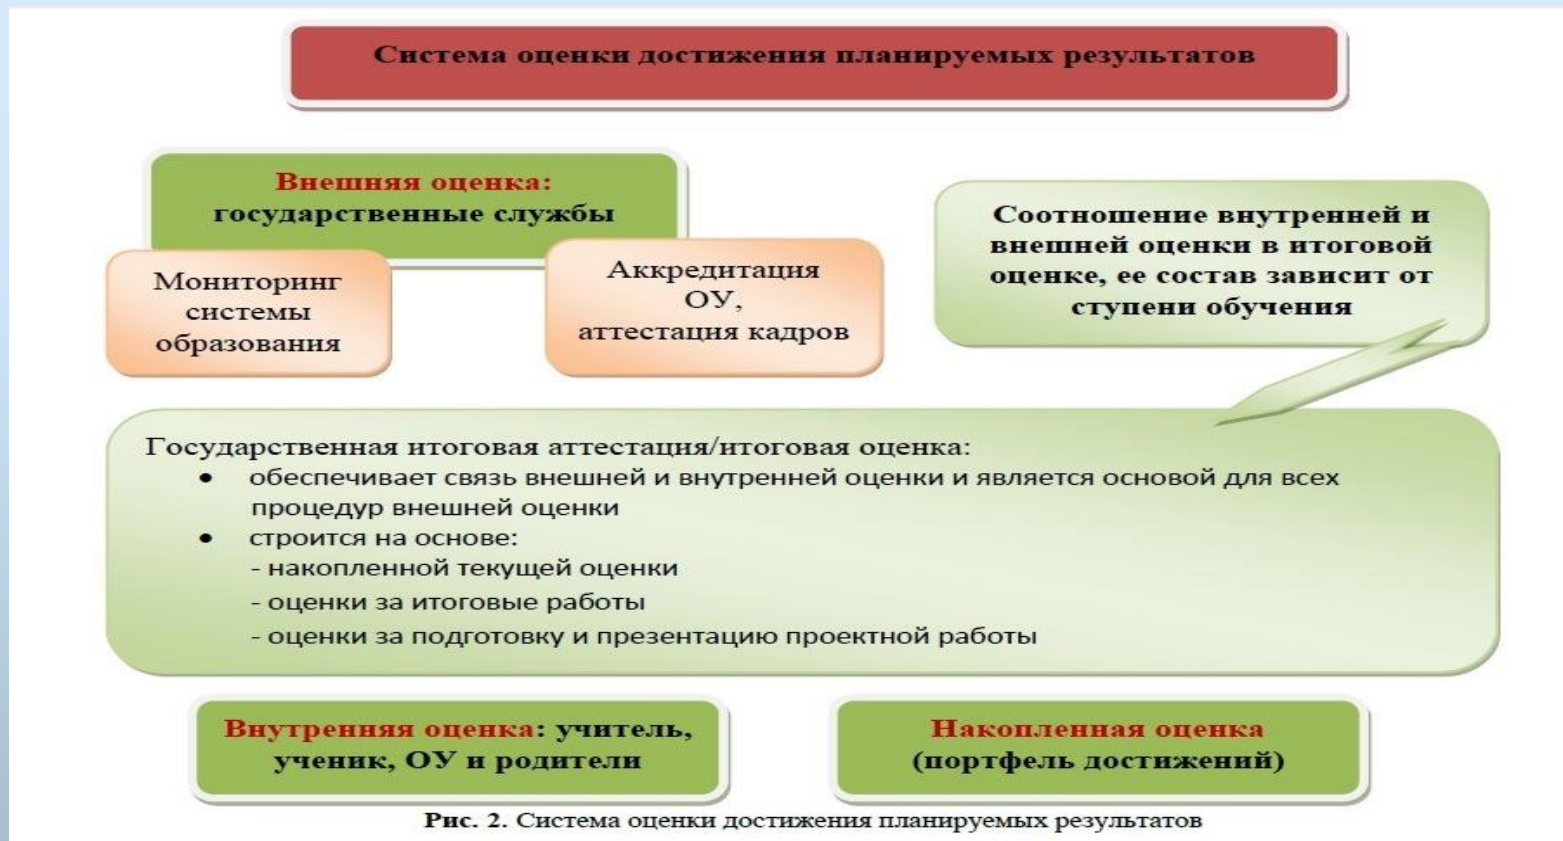 Система оценки достижения планируемых результатов
Внешняя оценка:
государственные службы
Мониторинг
системы
образования
Аккредитация
ОУ,
аттестация кадров
Соотношение внутренней и
внешней оценки в итоговой
оценке, ее состав зависит от
ступени обучения
Государственная итоговая аттестация/итоговая оценка:
• обеспечивает связь внешней и внутренней оценки и является основой для всех
процедур внешней оценки
• строится на основе:
- накопленной текущей оценки
- оценки за итоговые работы
- оценки за подготовку и презентацию проектной работы
Внутренняя оценка: учитель,
ученик, ОУ и родители
Накопленная оценка
(портфель достижений)
Рис. 2. Система оценки достижения планируемых результатов